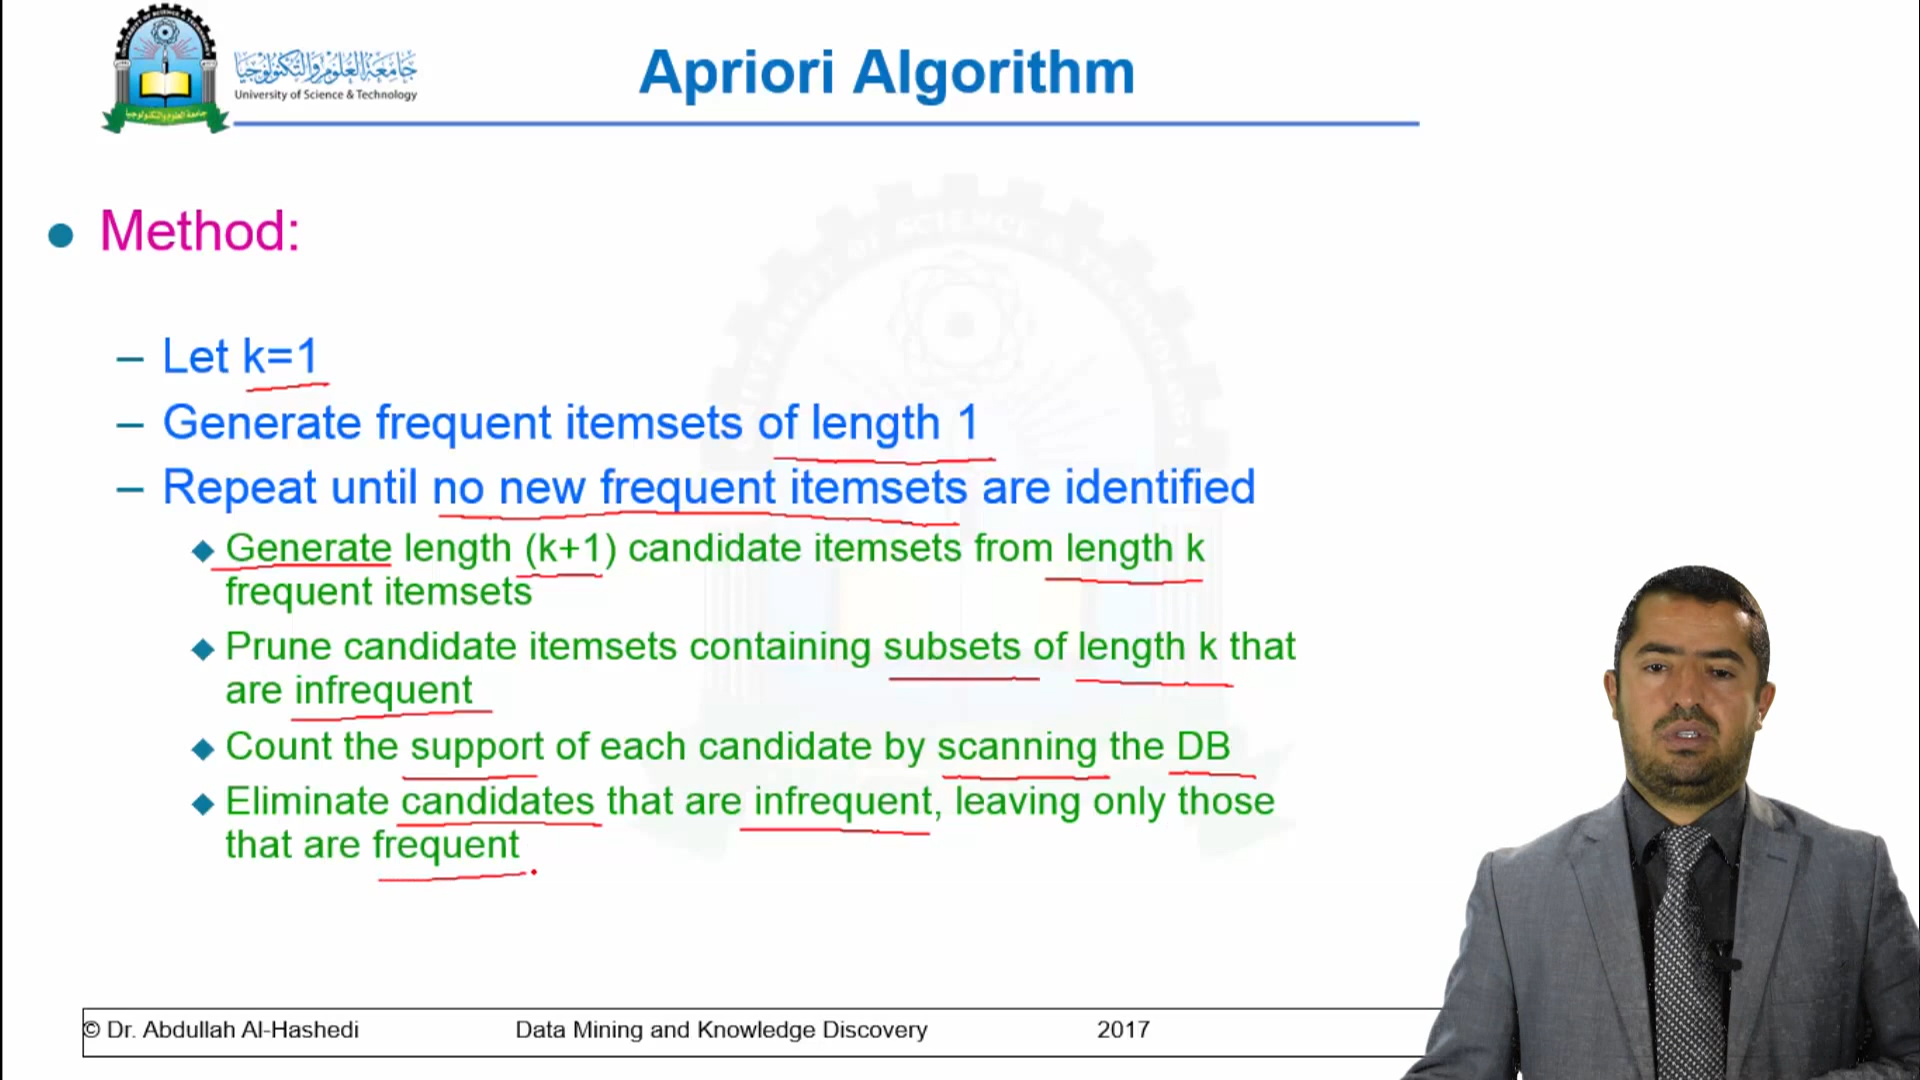 جامعة العلوم والتكنولوجيا
University of Science & Technology
Apriori Algorithm
● Method:
– Let k=1
– Generate frequent itemsets of length 1
– Repeat until no new frequent itemsets are identified
◆ Generate length (k+1) candidate itemsets from length k
frequent itemsets
◆ Prune candidate itemsets containing subsets of length k that
are infrequent
◆ Count the support of each candidate by scanning the DB
◆ Eliminate candidates that are infrequent, leaving only those
that are frequent
© Dr. Abdullah Al-Hashedi Data Mining and Knowledge Discovery 2017